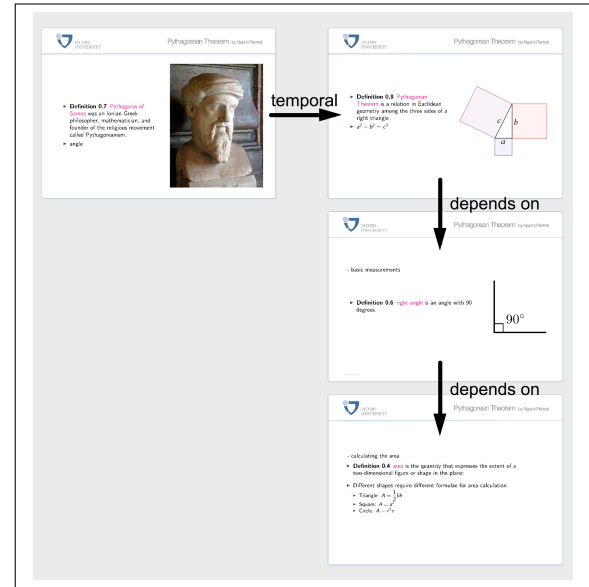 JACOBS
UNIVERSITY
Pythagorean Theorem by Naomi Pentrel
► Definition 0.7 Pythagoras of
Samos was an Ionian Greek
philosopher, mathematician, and
founder of the religious movement
called Pythagoreanism.
► angle
temporal
JACOBS
UNIVERSITY
Pythagorean Theorem by Naomi Pentrel
► Definition 0.8 Pythagorean
Theorem is a relation in Euclidean
geometry among the three sides of a
right triangle.
► a² + b² = c²
c
b
a
depends on
JACOBS
UNIVERSITY
Pythagorean Theorem by Naomi Pentrel
- basic measurements
► Definition 0.6 right angle is an angle with 90
degrees.
90°
depends on
JACOBS
UNIVERSITY
Pythagorean Theorem by Naomi Pentrel
- calculating the area
► Definition 0.4 area is the quantity that expresses the extent of a
two-dimensional figure or shape in the plane:
► Different shapes require different formulae for area calculation:
► Triangle: A = 1/2 bh
► Square: A = a²
► Circle: A = r²π